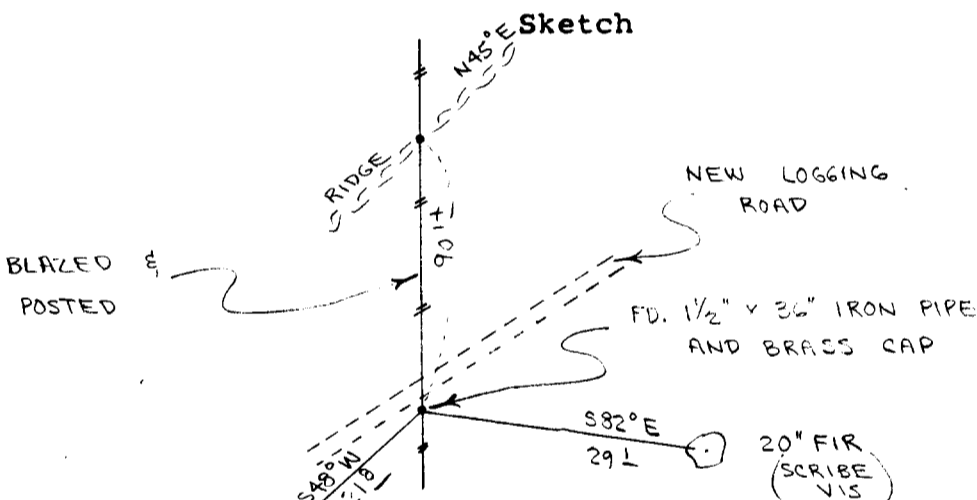 Sketch
N45°E
RIDGE
NEW LOGGING
ROAD
90'±
BLAZED &
POSTED
FD. 1½" x 36" IRON PIPE
AND BRASS CAP
S82°E
29
20" FIR
(SCRIBE
VIS
S48°W